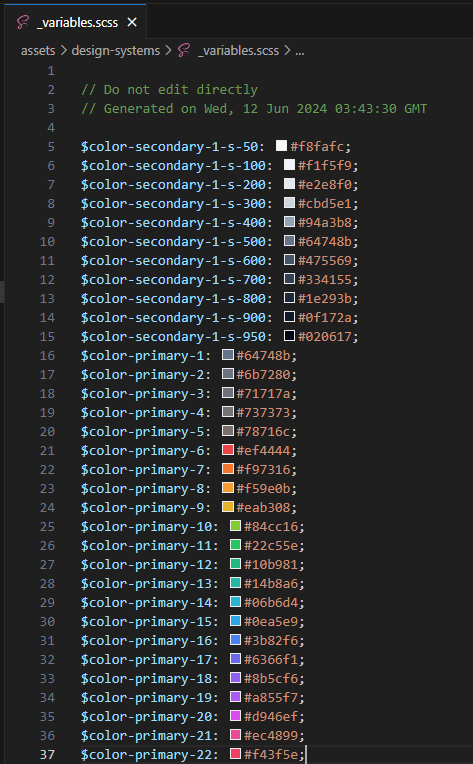 _variables.scss
assets > design-systems > _variables.scss > ...
1
2 // Do not edit directly
3 // Generated on Wed, 12 Jun 2024 03:43:30 GMT
4
5 $color-secondary-1-s-50: #f8fafc;
6 $color-secondary-1-s-100: #f1f5f9;
7 $color-secondary-1-s-200: #e2e8f0;
8 $color-secondary-1-s-300: #cbd5e1;
9 $color-secondary-1-s-400: #94a3b8;
10 $color-secondary-1-s-500: #64748b;
11 $color-secondary-1-s-600: #475569;
12 $color-secondary-1-s-700: #334155;
13 $color-secondary-1-s-800: #1e293b;
14 $color-secondary-1-s-900: #0f172a;
15 $color-secondary-1-s-950: #020617;
16 $color-primary-1: #64748b;
17 $color-primary-2: #6b7280;
18 $color-primary-3: #71717a;
19 $color-primary-4: #737373;
20 $color-primary-5: #78716c;
21 $color-primary-6: #ef4444;
22 $color-primary-7: #f97316;
23 $color-primary-8: #f59e0b;
24 $color-primary-9: #eab308;
25 $color-primary-10: #84cc16;
26 $color-primary-11: #22c55e;
27 $color-primary-12: #10b981;
28 $color-primary-13: #14b8a6;
29 $color-primary-14: #06b6d4;
30 $color-primary-15: #0ea5e9;
31 $color-primary-16: #3b82f6;
32 $color-primary-17: #6366f1;
33 $color-primary-18: #8b5cf6;
34 $color-primary-19: #a855f7;
35 $color-primary-20: #d946ef;
36 $color-primary-21: #ec4899;
37 $color-primary-22: #f43f5e;